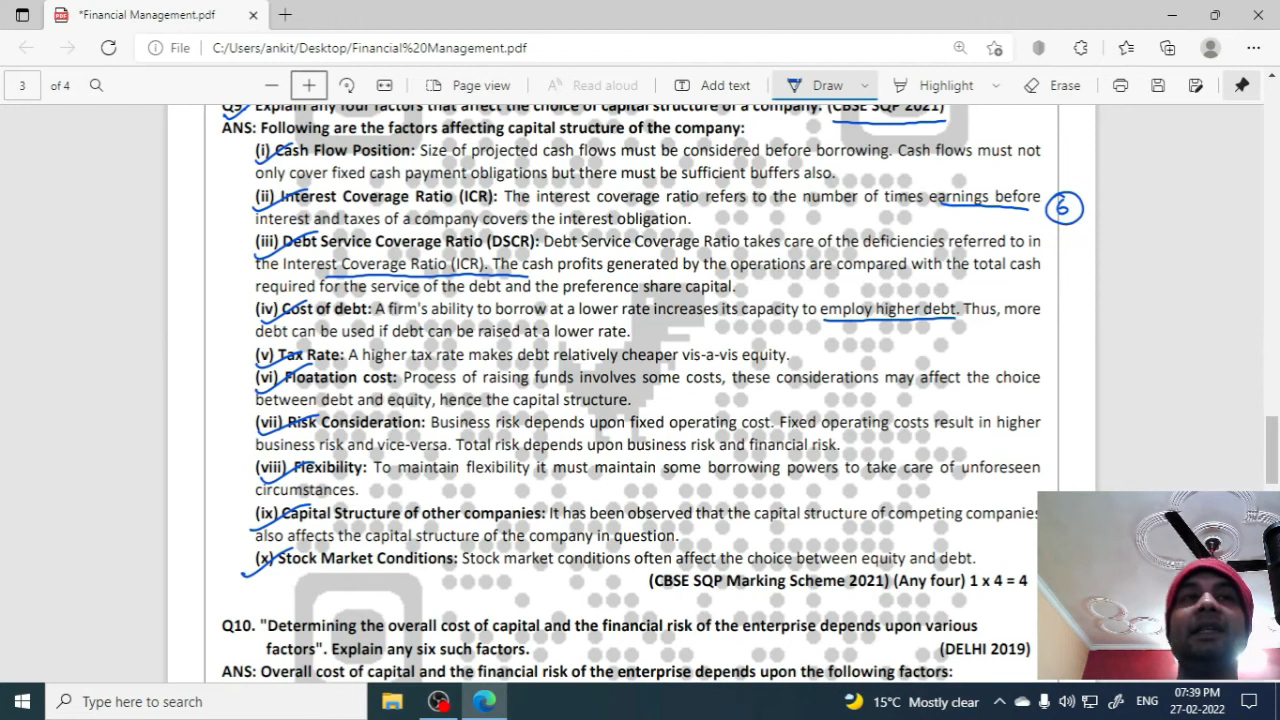 *Financial Management.pdf
File C:/Users/ankit/Desktop/Financial%20Management.pdf
3 of 4 Page view Read aloud Add text Draw Highlight Erase
Q9 Explain any four factors that affect the choice of capital structure of a company. (CBSE SQP 2021)
ANS: Following are the factors affecting capital structure of the company:
(i) Cash Flow Position: Size of projected cash flows must be considered before borrowing. Cash flows must not
only cover fixed cash payment obligations but there must be sufficient buffers also.
(ii) Interest Coverage Ratio (ICR): The interest coverage ratio refers to the number of times earnings before
interest and taxes of a company covers the interest obligation.
6
(iii) Debt Service Coverage Ratio (DSCR): Debt Service Coverage Ratio takes care of the deficiencies referred to in
the Interest Coverage Ratio (ICR). The cash profits generated by the operations are compared with the total cash
required for the service of the debt and the preference share capital.
(iv) Cost of debt: A firm's ability to borrow at a lower rate increases its capacity to employ higher debt. Thus, more
debt can be used if debt can be raised at a lower rate.
(v) Tax Rate: A higher tax rate makes debt relatively cheaper vis-a-vis equity.
(vi) Floatation cost: Process of raising funds involves some costs, these considerations may affect the choice
between debt and equity, hence the capital structure.
(vii) Risk Consideration: Business risk depends upon fixed operating cost. Fixed operating costs result in higher
business risk and vice-versa. Total risk depends upon business risk and financial risk.
(viii) Flexibility: To maintain flexibility it must maintain some borrowing powers to take care of unforeseen
circumstances.
(ix) Capital Structure of other companies: It has been observed that the capital structure of competing companies
also affects the capital structure of the company in question.
(x) Stock Market Conditions: Stock market conditions often affect the choice between equity and debt.
(CBSE SQP Marking Scheme 2021) (Any four) 1 x 4 = 4
Q10. "Determining the overall cost of capital and the financial risk of the enterprise depends upon various
factors". Explain any six such factors. (DELHI 2019)
ANS: Overall cost of capital and the financial risk of the enterprise depends upon the following factors:
Type here to search
15°C Mostly clear
ENG
07:39 PM
27-02-2022